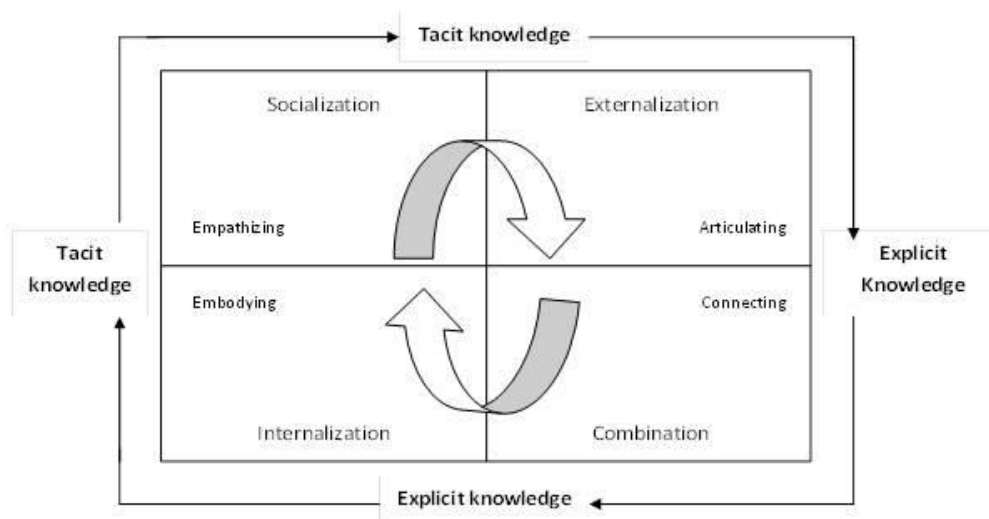 Tacit knowledge
Socialization
Externalization
Empathizing
Articulating
Tacit
knowledge
Explicit
Knowledge
Embodying
Connecting
Internalization
Combination
Explicit knowledge